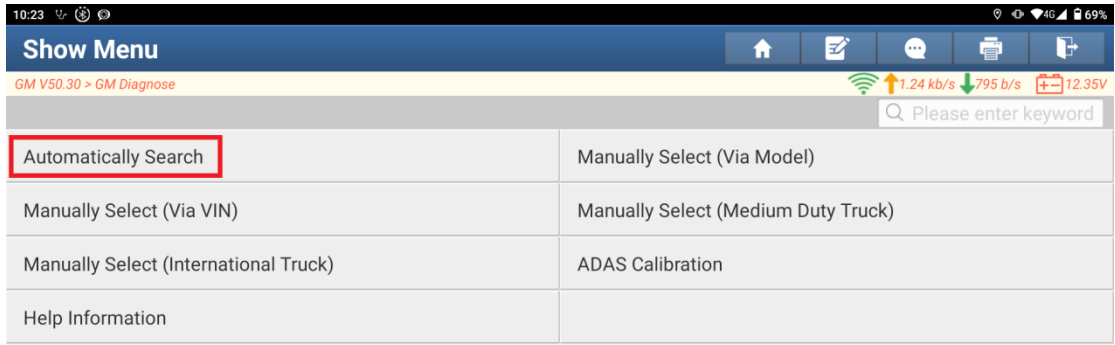 10:23 4G 69%
Show Menu
GM V50.30 > GM Diagnose 1.24 kb/s 795 b/s 12.35V
Please enter keyword
Automatically Search Manually Select (Via Model)
Manually Select (Via VIN) Manually Select (Medium Duty Truck)
Manually Select (International Truck) ADAS Calibration
Help Information